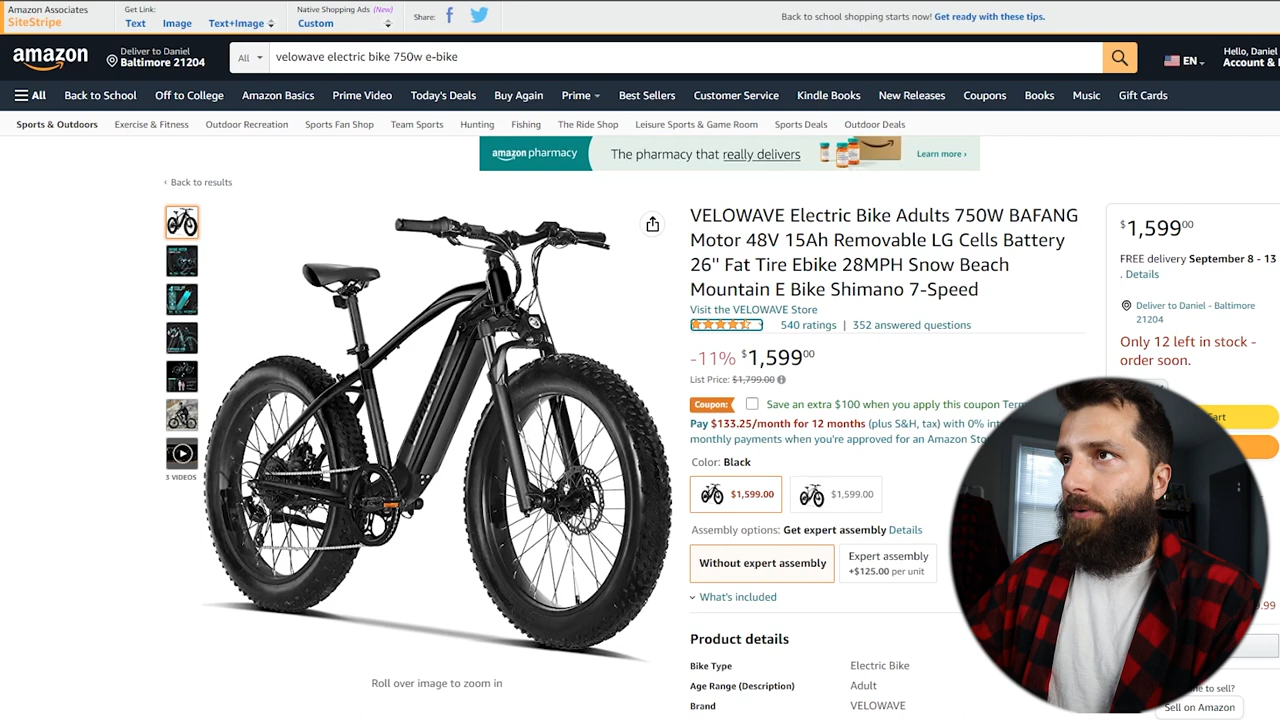 Amazon Associates
SiteStripe
Get Link:
Text
Image
Text+Image
Native Shopping Ads (New)
Custom
Share:
Back to school shopping starts now! Get ready with these tips.
amazon
Deliver to Daniel
Baltimore 21204
All
velowave electric bike 750w e-bike
EN
Hello, Daniel
Account &
All
Back to School
Off to College
Amazon Basics
Prime Video
Today's Deals
Buy Again
Prime
Best Sellers
Customer Service
Kindle Books
New Releases
Coupons
Books
Music
Gift Cards
Sports & Outdoors
Exercise & Fitness
Outdoor Recreation
Sports Fan Shop
Team Sports
Hunting
Fishing
The Ride Shop
Leisure Sports & Game Room
Sports Deals
Outdoor Deals
amazon pharmacy
The pharmacy that really delivers
Learn more ›
‹ Back to results
3 VIDEOS
Roll over image to zoom in
VELOWAVE Electric Bike Adults 750W BAFANG
Motor 48V 15Ah Removable LG Cells Battery
26" Fat Tire Ebike 28MPH Snow Beach
Mountain E Bike Shimano 7-Speed
Visit the VELOWAVE Store
540 ratings | 352 answered questions
-11% $1,599.00
List Price: $1,799.00
Coupon:
Save an extra $100 when you apply this coupon
Pay $133.25/month for 12 months (plus S&H, tax) with 0%
monthly payments when you're approved for an Amazon
Color: Black
$1,599.00
$1,599.00
Assembly options: Get expert assembly Details
Without expert assembly
Expert assembly
+$125.00 per unit
What's included
Product details
Bike Type Electric Bike
Age Range (Description) Adult
Brand VELOWAVE
$1,599.00
FREE delivery September 8 - 13
. Details
Deliver to Daniel - Baltimore
21204
Only 12 left in stock -
order soon.
Cart
to sell?
Sell on Amazon